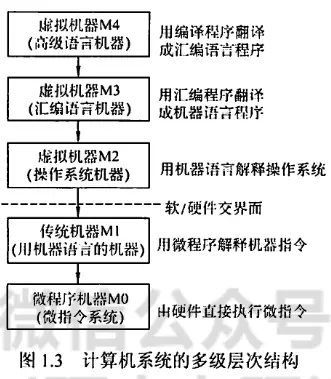 虚拟机器M4
(高级语言机器)
用编译程序翻译
成汇编语言程序
虚拟机器M3
(汇编语言机器)
用汇编程序翻译
成机器语言程序
虚拟机器M2
(操作系统机器)
用机器语言解释操作系统
软/硬件交界面
传统机器M1
(用机器语言的机器)
用微程序解释机器指令
微程序机器M0
(微指令系统)
由硬件直接执行微指令
微信公众号
图 1.3 计算机系统的多级层次结构